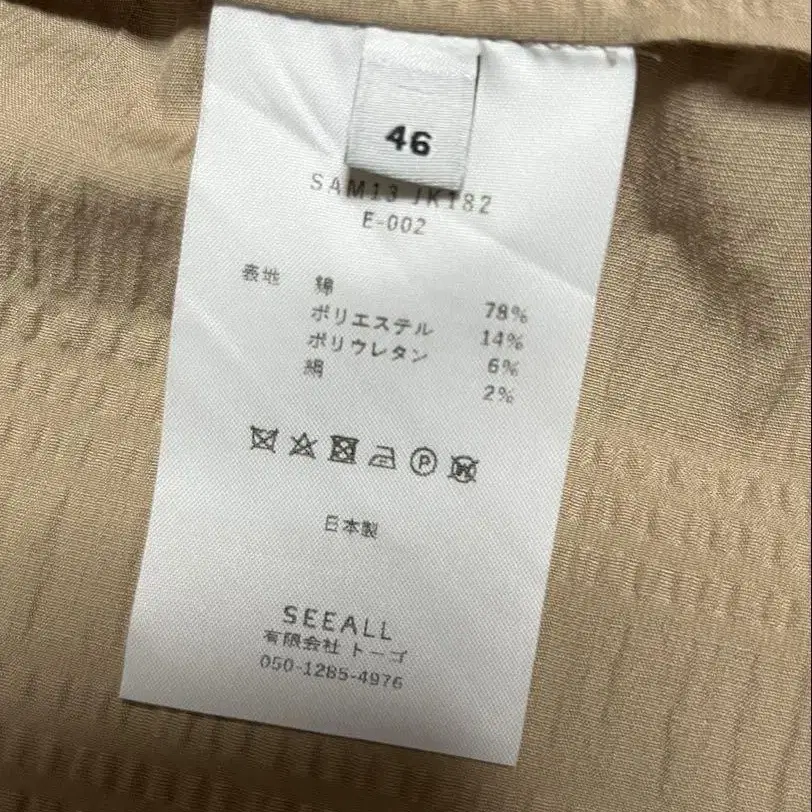 46
SAM13 JK182
E-002
表地 綿 78%
ポリエステル 14%
ポリウレタン 6%
絹 2%
P
W
日本製
SEEALL
有限会社 トーゴ
050-1285-4976